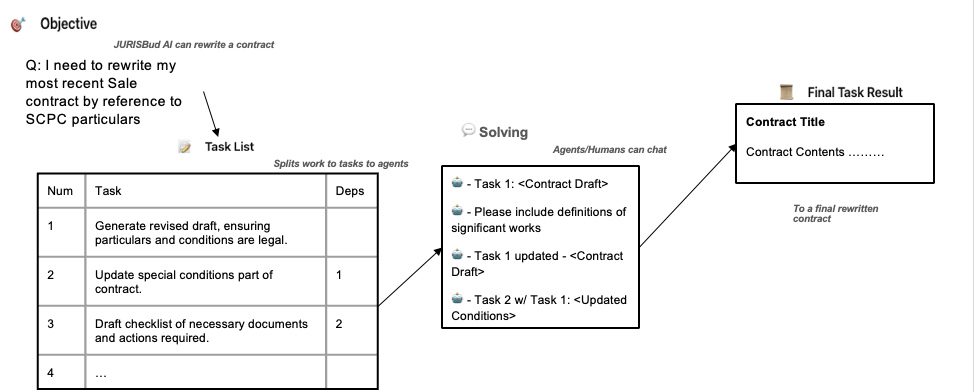 Objective
JURISBud AI can rewrite a contract
Q: I need to rewrite my
most recent Sale
contract by reference to
SCPC particulars
Task List
Splits work to tasks to agents
Num Task Deps
1 Generate revised draft, ensuring
particulars and conditions are legal.
2 Update special conditions part of 1
contract.
3 Draft checklist of necessary documents 2
and actions required.
4 ...
Solving
Agents/Humans can chat
- Task 1: <Contract Draft>
- Please include definitions of
significant works
- Task 1 updated - <Contract
Draft>
- Task 2 w/ Task 1: <Updated
Conditions>
Final Task Result
Contract Title
Contract Contents ………
To a final rewritten
contract